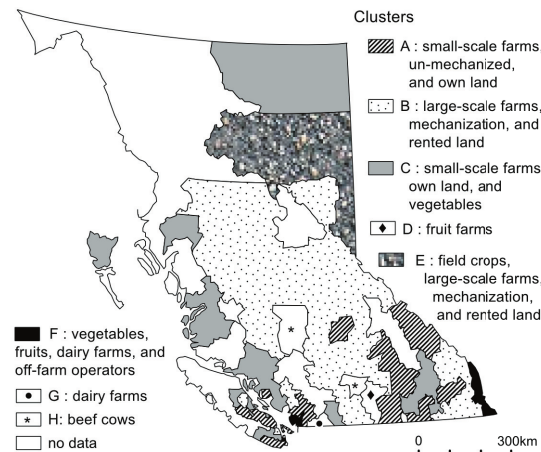 Clusters
A : small-scale farms,
un-mechanized,
and own land
B : large-scale farms,
mechanization, and
rented land
C : small-scale farms
own land, and
vegetables
D : fruit farms
E : field crops,
large-scale farms,
mechanization,
and rented land
F : vegetables,
fruits, dairy farms, and
off-farm operators
G : dairy farms
H: beef cows
no data
0 300km